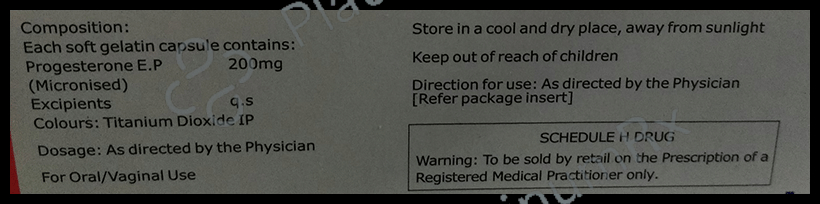 Composition:
Each soft gelatin capsule contains:
Progesterone E.P 200mg
(Micronised)
Excipients q.s
Colours: Titanium Dioxide IP
Dosage: As directed by the Physician
For Oral/Vaginal Use
Store in a cool and dry place, away from sunlight
Keep out of reach of children
Direction for use: As directed by the Physician
[Refer package insert]
SCHEDULE H DRUG
Warning: To be sold by retail on the Prescription of a
Registered Medical Practitioner only.